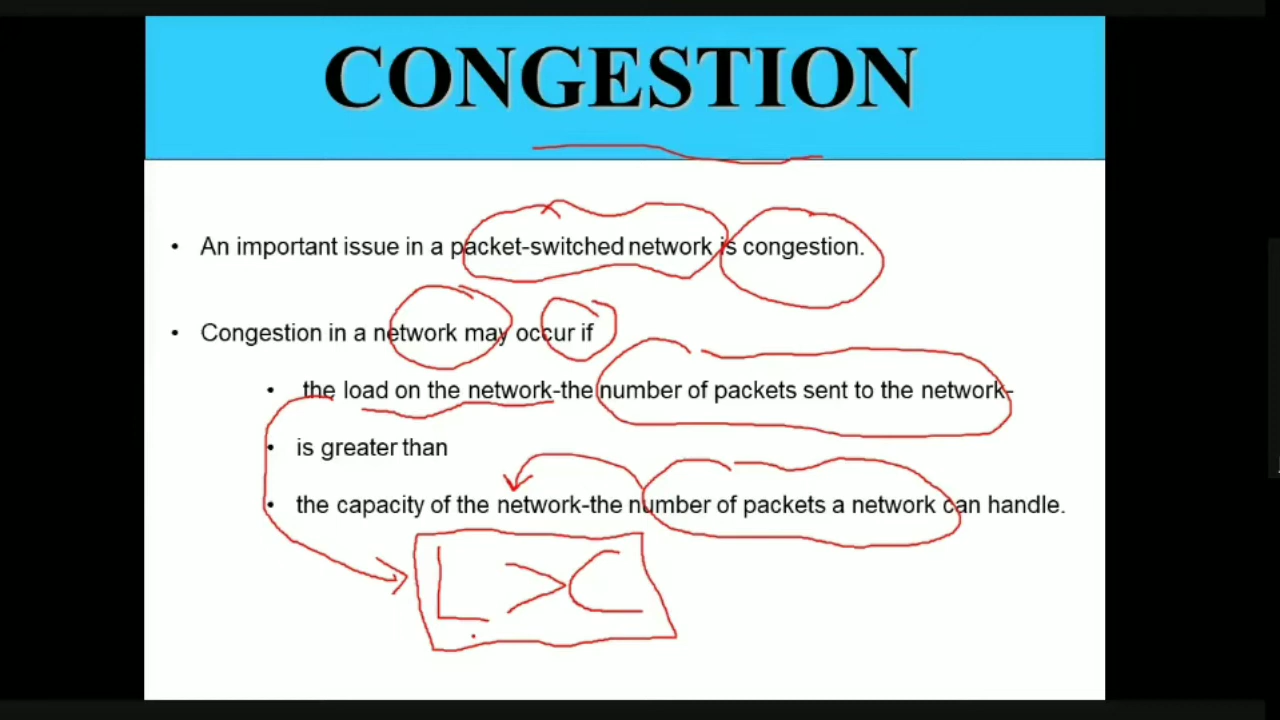 CONGESTION
• An important issue in a packet-switched network is congestion.
• Congestion in a network may occur if
• the load on the network-the number of packets sent to the network-
• is greater than
• the capacity of the network-the number of packets a network can handle.
L > C